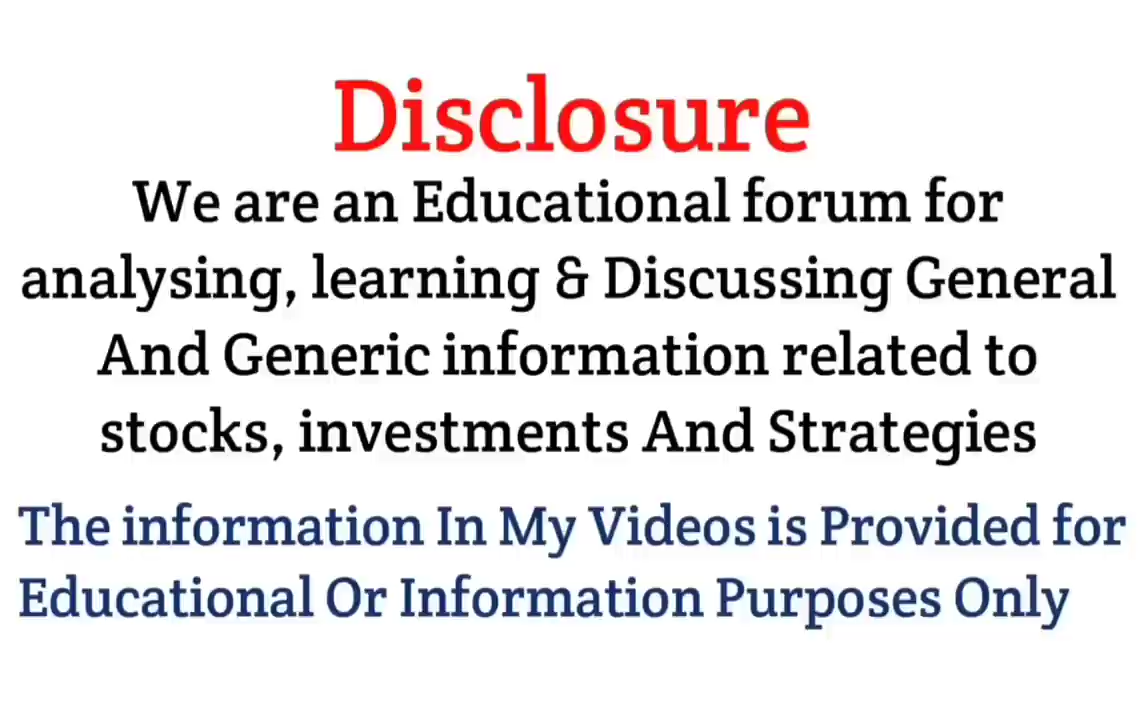 Disclosure
We are an Educational forum for
analysing, learning & Discussing General
And Generic information related to
stocks, investments And Strategies
The information In My Videos is Provided for
Educational Or Information Purposes Only